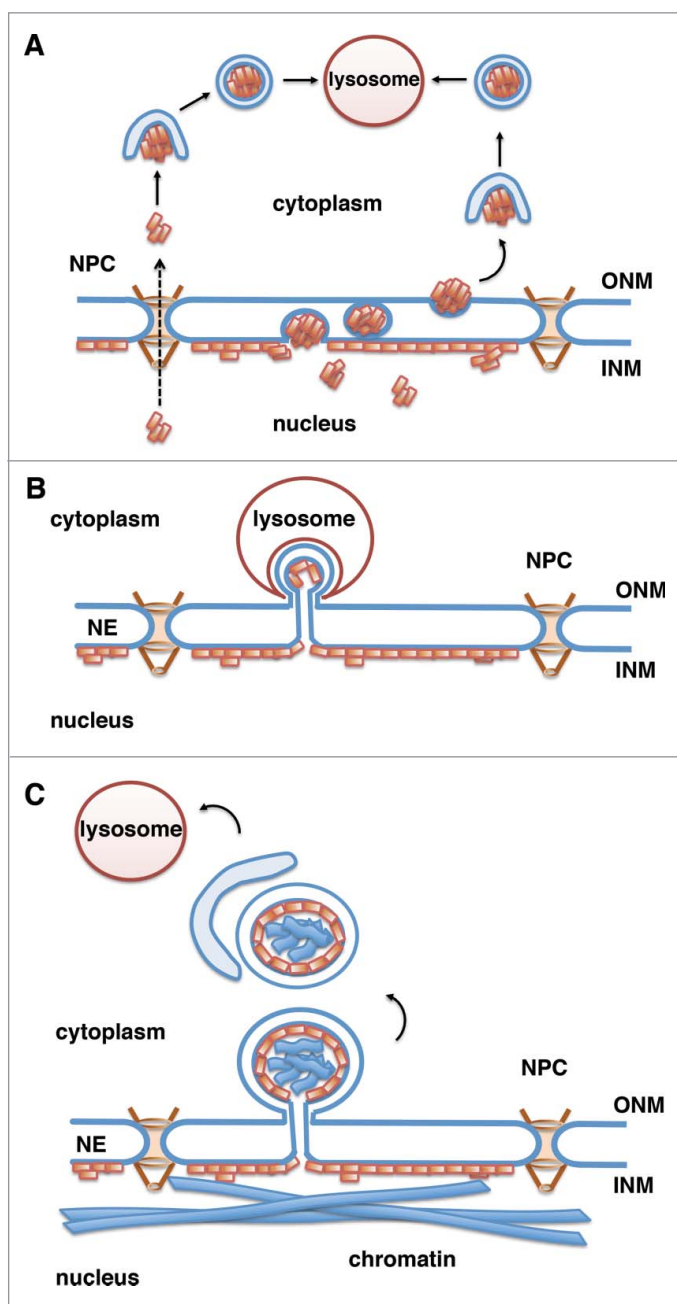 A
lysosome
cytoplasm
NPC
ONM
INM
nucleus
B
cytoplasm
lysosome
NPC
ONM
NE
INM
nucleus
C
lysosome
cytoplasm
NPC
ONM
NE
INM
chromatin
nucleus